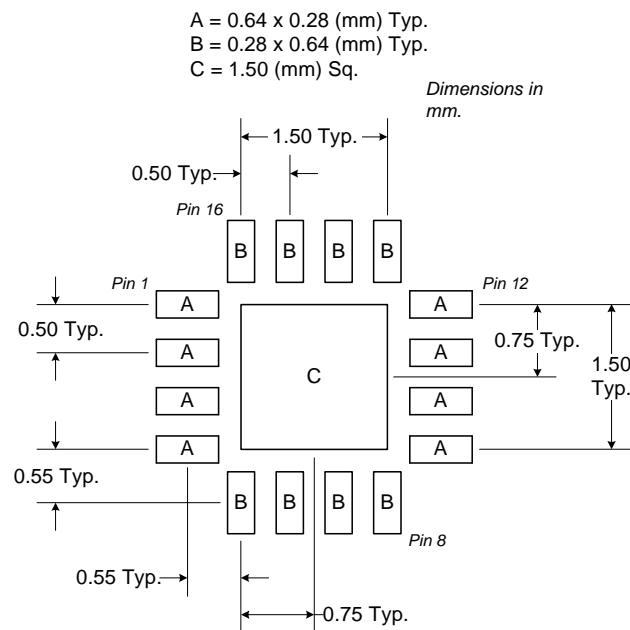 A = 0.64 x 0.28 (mm) Typ.
B = 0.28 x 0.64 (mm) Typ.
C = 1.50 (mm) Sq.
Dimensions in
mm.
1.50 Typ.
0.50 Typ.
Pin 16
B B B B
Pin 1
Pin 12
A A
0.50 Typ.
0.75 Typ.
A A
1.50
Typ.
C
A A
A A
0.55 Typ.
B B B B
Pin 8
0.55 Typ.
0.75 Typ.